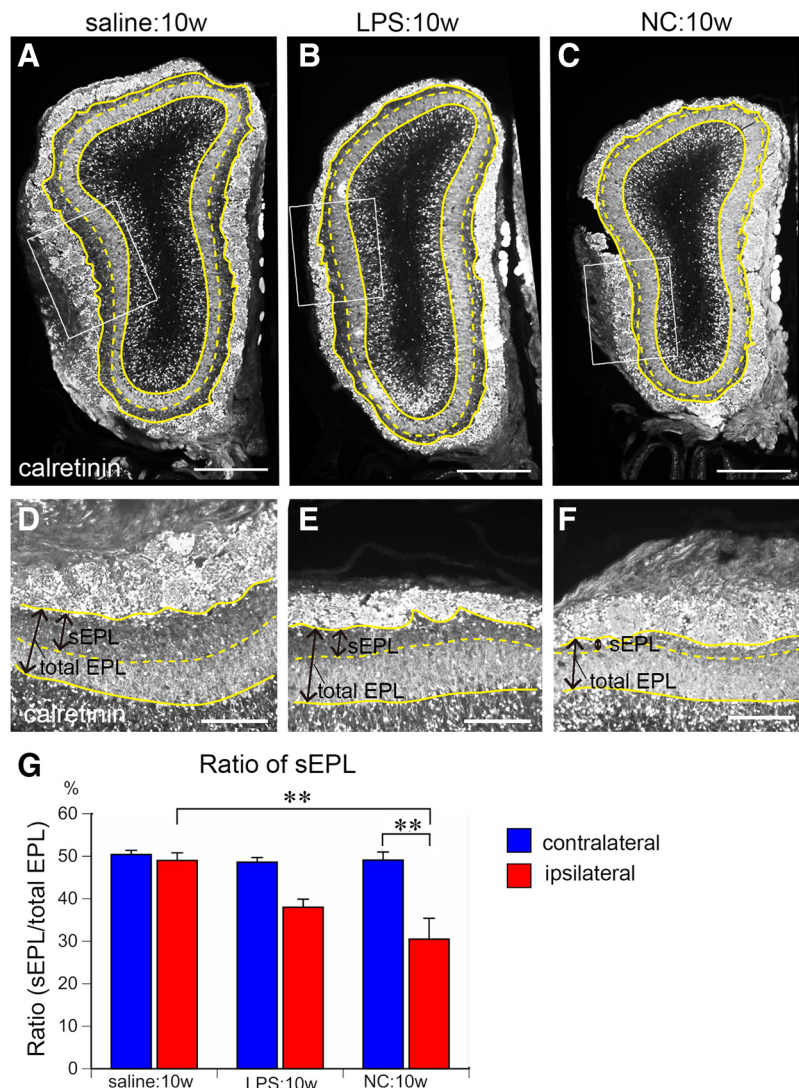 saline:10w
LPS:10w
NC:10w
A
B
C
calretinin
D
E
F
sEPL
total EPL
calretinin
sEPL
total EPL
sEPL
total EPL
G
Ratio of sEPL
%
Ratio (sEPL/total EPL)
60
50
40
30
20
10
0
**
**
contralateral
ipsilateral
saline:10w
LPS:10w
NC:10w